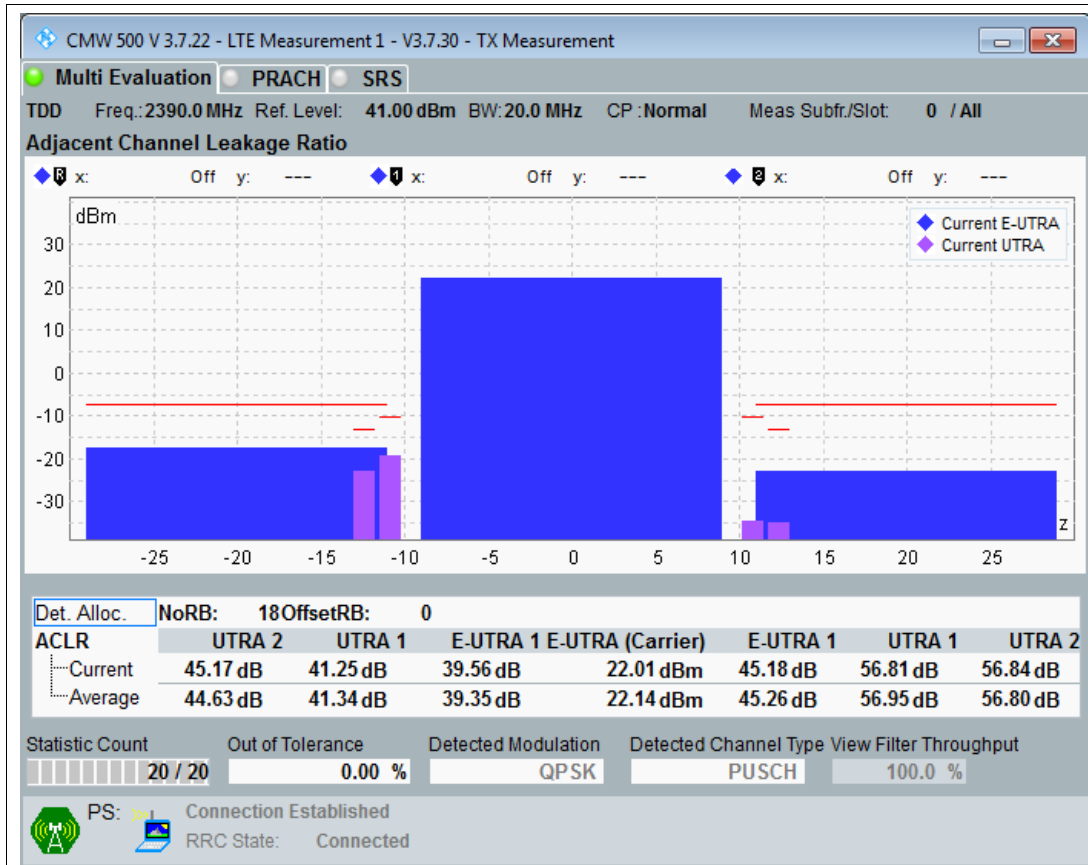 CMW 500 V 3.7.22 - LTE Measurement 1 - V3.7.30 - TX Measurement
Multi Evaluation PRACH SRS
TDD Freq.: 2390.0 MHz Ref. Level: 41.00 dBm BW: 20.0 MHz CP : Normal Meas Subfr./Slot: 0 / All
Adjacent Channel Leakage Ratio
R x: Off y: --- 1 x: Off y: --- 2 x: Off y: ---
dBm
Current E-UTRA
Current UTRA
30
20
10
0
-10
-20
-30
z
-25 -20 -15 -10 -5 0 5 10 15 20 25
Det. Alloc. NoRB: 18 OffsetRB: 0
ACLR UTRA 2 UTRA 1 E-UTRA 1 E-UTRA (Carrier) E-UTRA 1 UTRA 1 UTRA 2
Current 45.17 dB 41.25 dB 39.56 dB 22.01 dBm 45.18 dB 56.81 dB 56.84 dB
Average 44.63 dB 41.34 dB 39.35 dB 22.14 dBm 45.26 dB 56.95 dB 56.80 dB
Statistic Count Out of Tolerance Detected Modulation Detected Channel Type View Filter Throughput
20 / 20 0.00 % QPSK PUSCH 100.0 %
PS: Connection Established
RRC State: Connected